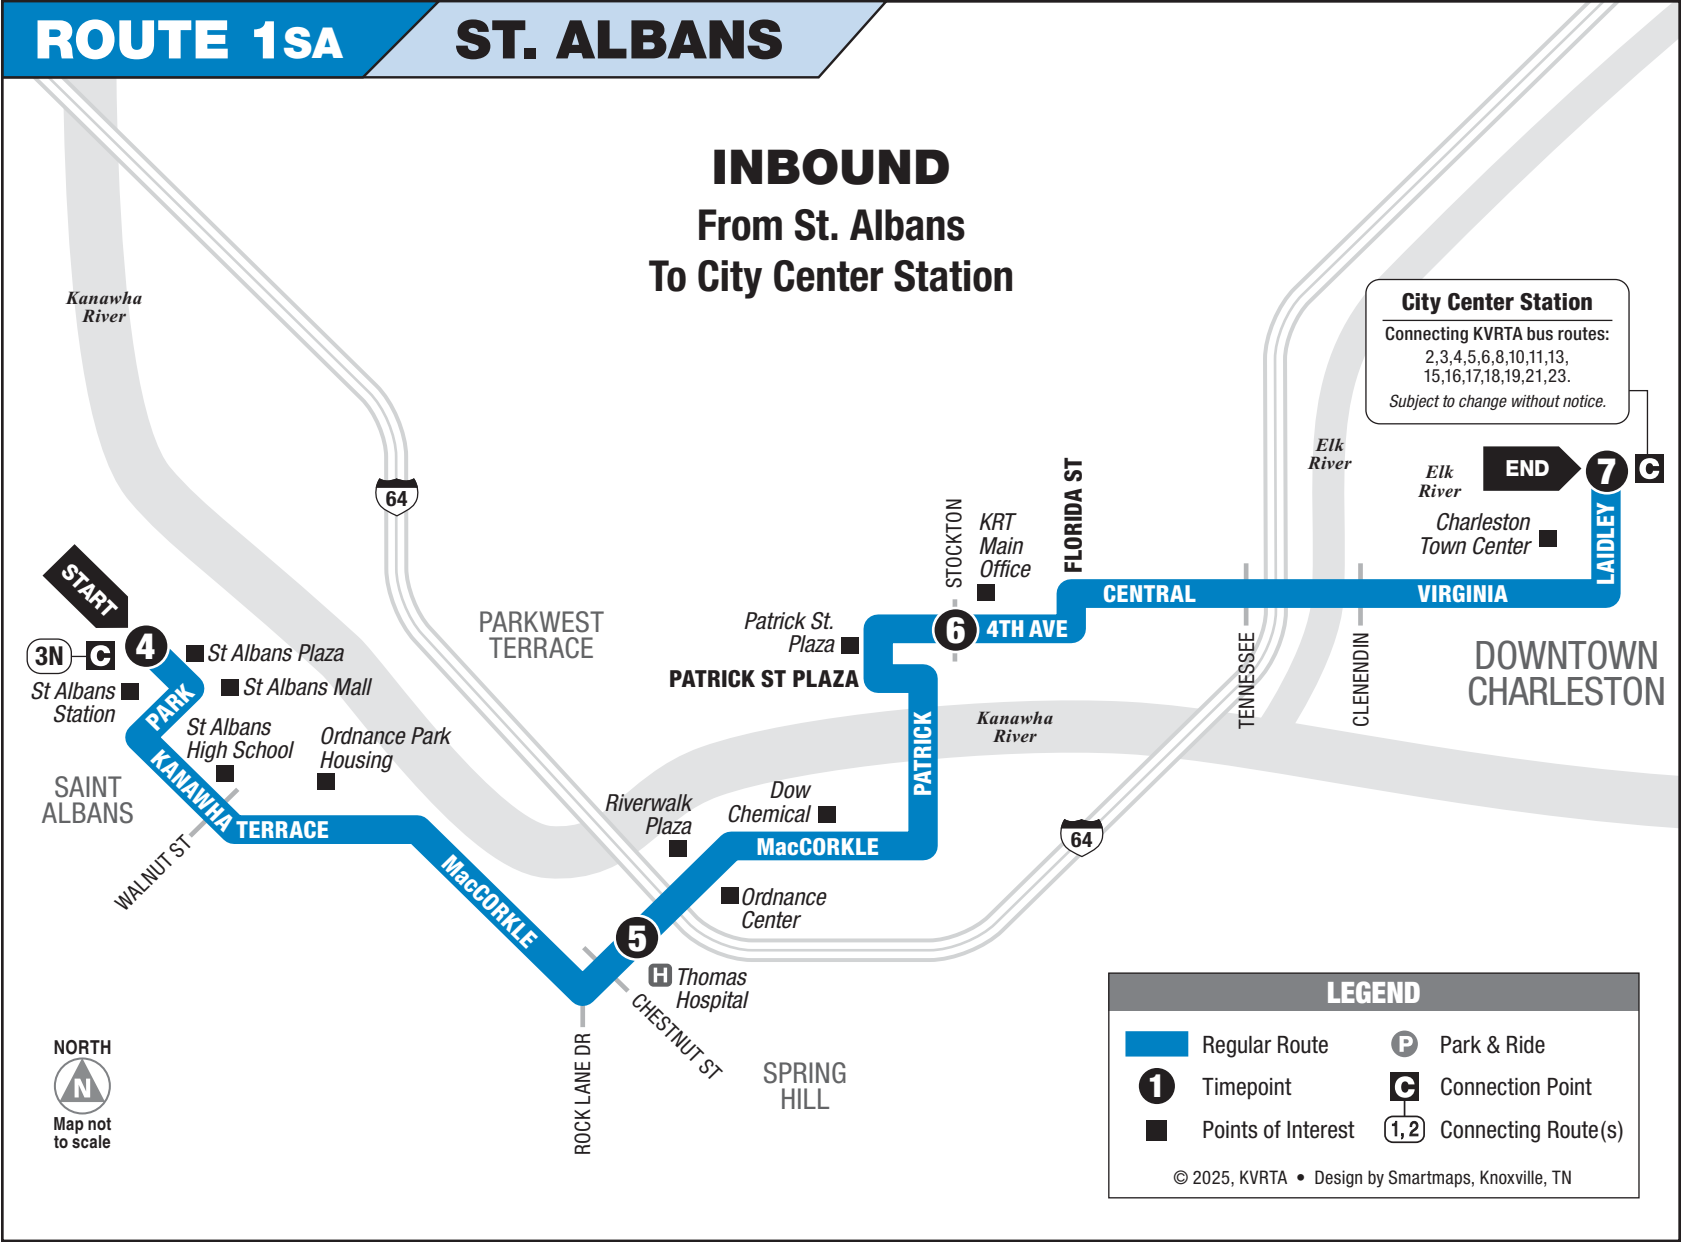 ROUTE 1SA
ST. ALBANS
INBOUND
From St. Albans
To City Center Station
Kanawha
River
64
City Center Station
Connecting KVRTA bus routes:
2,3,4,5,6,8,10,11,13,
15,16,17,18,19,21,23.
Subject to change without notice.
Elk
River
Elk
River
END
7
C
Charleston
Town Center
LAIDLEY
FLORIDA ST
STOCKTON
KRT
Main
Office
CENTRAL
VIRGINIA
START
4
3N
C
St Albans Plaza
St Albans Mall
St Albans
Station
PARK
PARKWEST
TERRACE
Patrick St.
Plaza
6
4TH AVE
PATRICK ST PLAZA
TENNESSEE
CLENENDIN
DOWNTOWN
CHARLESTON
St Albans
High School
Ordnance Park
Housing
Kanawha
River
PATRICK
SAINT
ALBANS
KANAWHA
TERRACE
WALNUT ST
MacCORKLE
Riverwalk
Plaza
Dow
Chemical
MacCORKLE
64
Ordnance
Center
5
H
Thomas
Hospital
CHESTNUT ST
ROCK LANE DR
SPRING
HILL
NORTH
N
Map not
to scale
LEGEND
Regular Route
P
Park & Ride
1
Timepoint
C
Connection Point
Points of Interest
1, 2
Connecting Route(s)
© 2025, KVRTA • Design by Smartmaps, Knoxville, TN